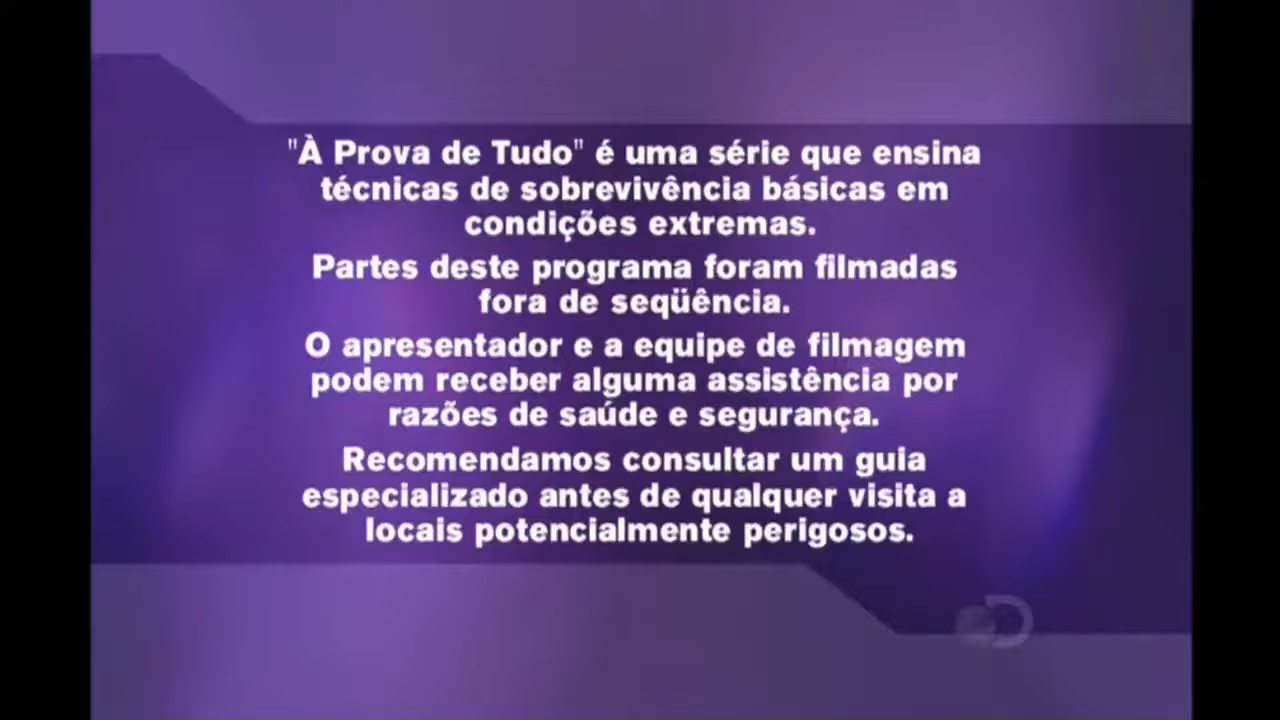 "À Prova de Tudo" é uma série que ensina
técnicas de sobrevivência básicas em
condições extremas.
Partes deste programa foram filmadas
fora de seqüência.
O apresentador e a equipe de filmagem
podem receber alguma assistência por
razões de saúde e segurança.
Recomendamos consultar um guia
especializado antes de qualquer visita a
locais potencialmente perigosos.